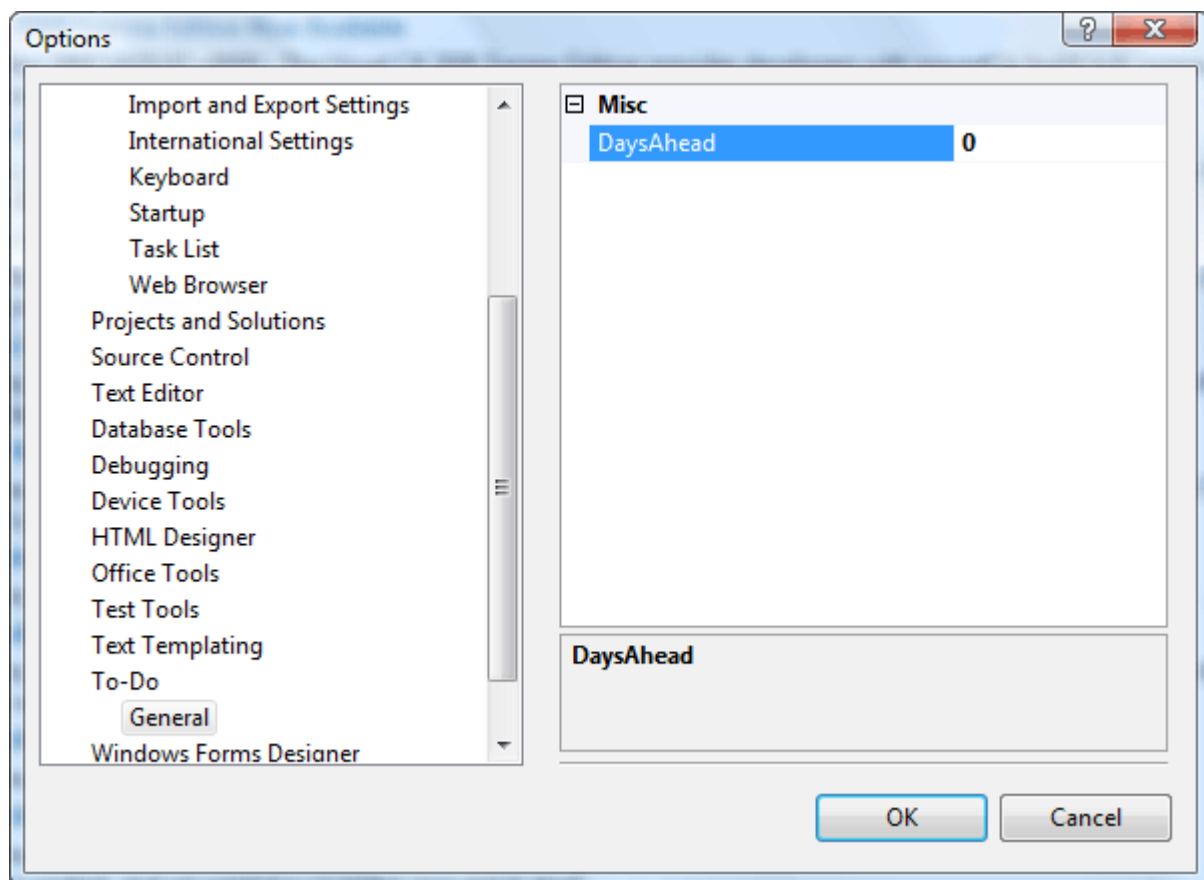 Options
Import and Export Settings
International Settings
Keyboard
Startup
Task List
Web Browser
Projects and Solutions
Source Control
Text Editor
Database Tools
Debugging
Device Tools
HTML Designer
Office Tools
Test Tools
Text Templating
To-Do
General
Windows Forms Designer
Misc
DaysAhead 0
DaysAhead
OK Cancel